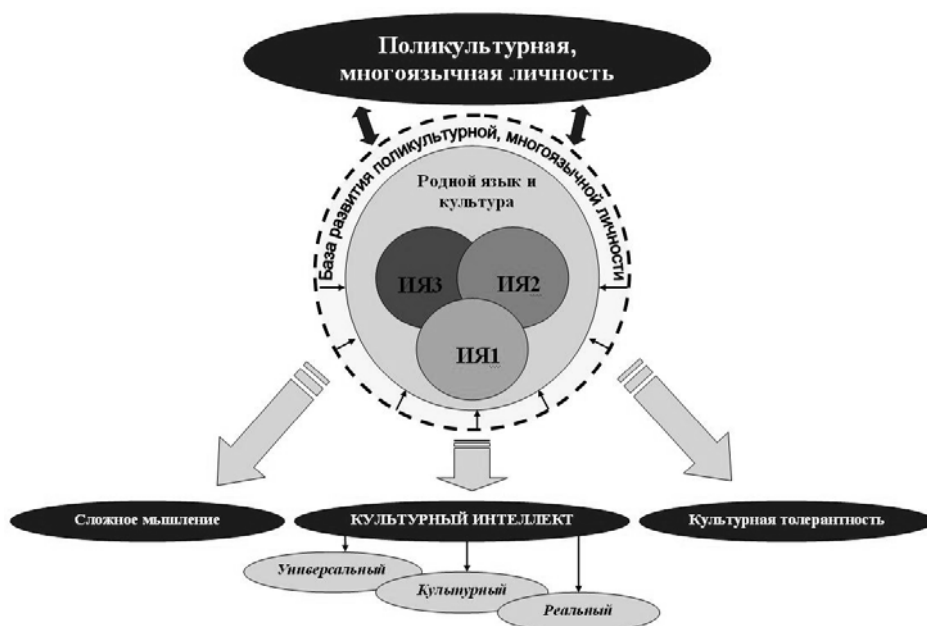 Поликультурная,
многоязычная личность
База развития поликультурной, многоязычной личности
Родной язык и
культура
ИЯ3
ИЯ2
ИЯ1
Сложное мышление
КУЛЬТУРНЫЙ ИНТЕЛЛЕКТ
Культурная толерантность
Универсальный
Культурный
Реальный